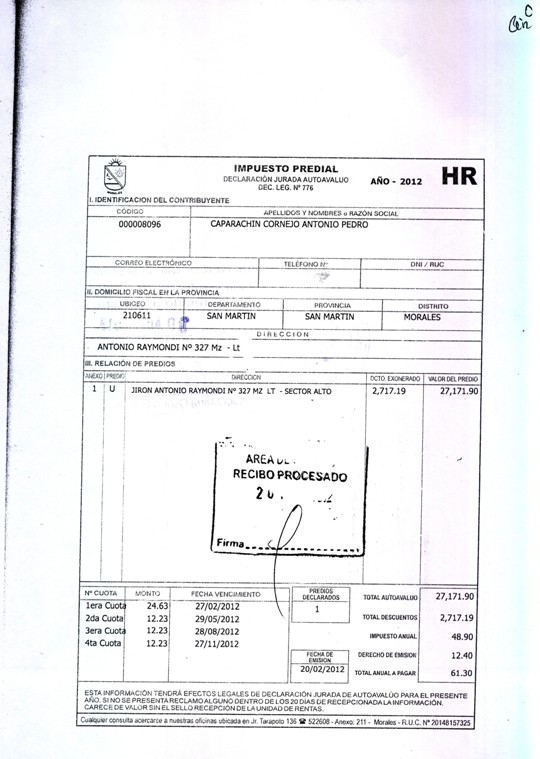 IMPUESTO PREDIAL
DECLARACIÓN JURADA AUTOAVALUO
DEC. LEG. Nº 776
AÑO - 2012
HR
I. IDENTIFICACION DEL CONTRIBUYENTE
CÓDIGO
APELLIDOS Y NOMBRES o RAZÓN SOCIAL
000008096
CAPARACHIN CORNEJO ANTONIO PEDRO
CORREO ELECTRÓNICO
TELÉFONO Nº
DNI / RUC
II. DOMICILIO FISCAL EN LA PROVINCIA
UBIGEO
DEPARTAMENTO
PROVINCIA
DISTRITO
210611
SAN MARTIN
SAN MARTIN
MORALES
DIRECCION
ANTONIO RAYMONDI Nº 327 Mz - Lt
III. RELACIÓN DE PREDIOS
ANEXO
PREDIO
DIRECCION
DCTO. EXONERADO
VALOR DEL PREDIO
1 U JIRON ANTONIO RAYMONDI Nº 327 MZ LT - SECTOR ALTO 2,717.19 27,171.90
AREA
RECIBO PROCESADO
Firma
Nº CUOTA MONTO FECHA VENCIMIENTO
1era Cuota 24.63 27/02/2012
2da Cuota 12.23 29/05/2012
3era Cuota 12.23 28/08/2012
4ta Cuota 12.23 27/11/2012
PREDIOS
DECLARADOS
1
FECHA DE
EMISION
20/02/2012
TOTAL AUTOAVALUO 27,171.90
TOTAL DESCUENTOS 2,717.19
IMPUESTO ANUAL 48.90
DERECHO DE EMISION 12.40
TOTAL ANUAL A PAGAR 61.30
ESTA INFORMACIÓN TENDRÁ EFECTOS LEGALES DE DECLARACIÓN JURADA DE AUTOAVALÚO PARA EL PRESENTE
AÑO, SI NO SE PRESENTA RECLAMO ALGUNO DENTRO DE LOS 20 DÍAS DE RECEPCIONADA LA INFORMACIÓN.
CARECE DE VALOR SIN EL SELLO RECEPCIÓN DE LA UNIDAD DE RENTAS.
Cualquier consulta acercarse a nuestras oficinas ubicada en Jr. Tarapoto 136 ☎ 522608 - Anexo: 211 - Morales - R.U.C. Nº 20148157325